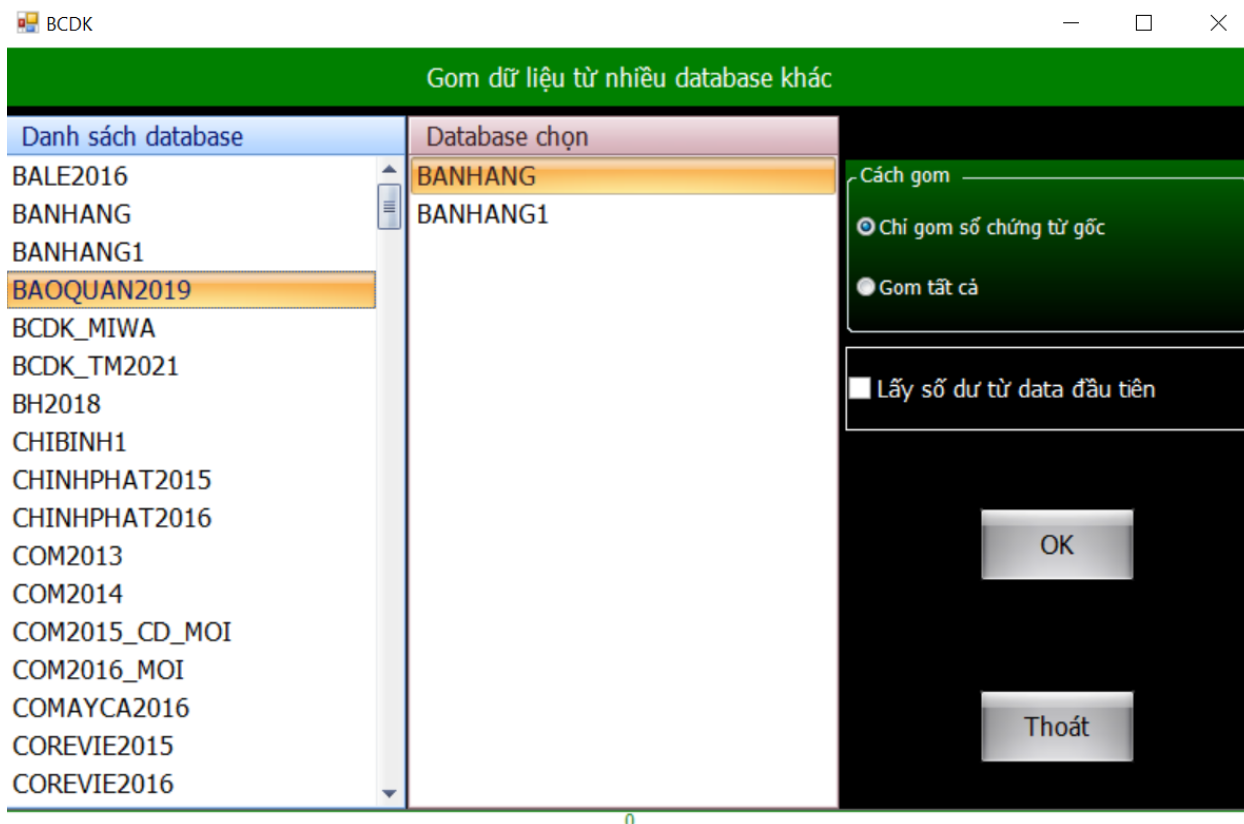 BCDK
Gom dữ liệu từ nhiều database khác
Danh sách database
BALE2016
BANHANG
BANHANG1
BAOQUAN2019
BCDK_MIWA
BCDK_TM2021
BH2018
CHIBINH1
CHINHPHAT2015
CHINHPHAT2016
COM2013
COM2014
COM2015_CD_MOI
COM2016_MOI
COMAYCA2016
COREVIE2015
COREVIE2016
Database chọn
BANHANG
BANHANG1
Cách gom
Chỉ gom số chứng từ gốc
Gom tất cả
Lấy số dư từ data đầu tiên
OK
Thoát
0